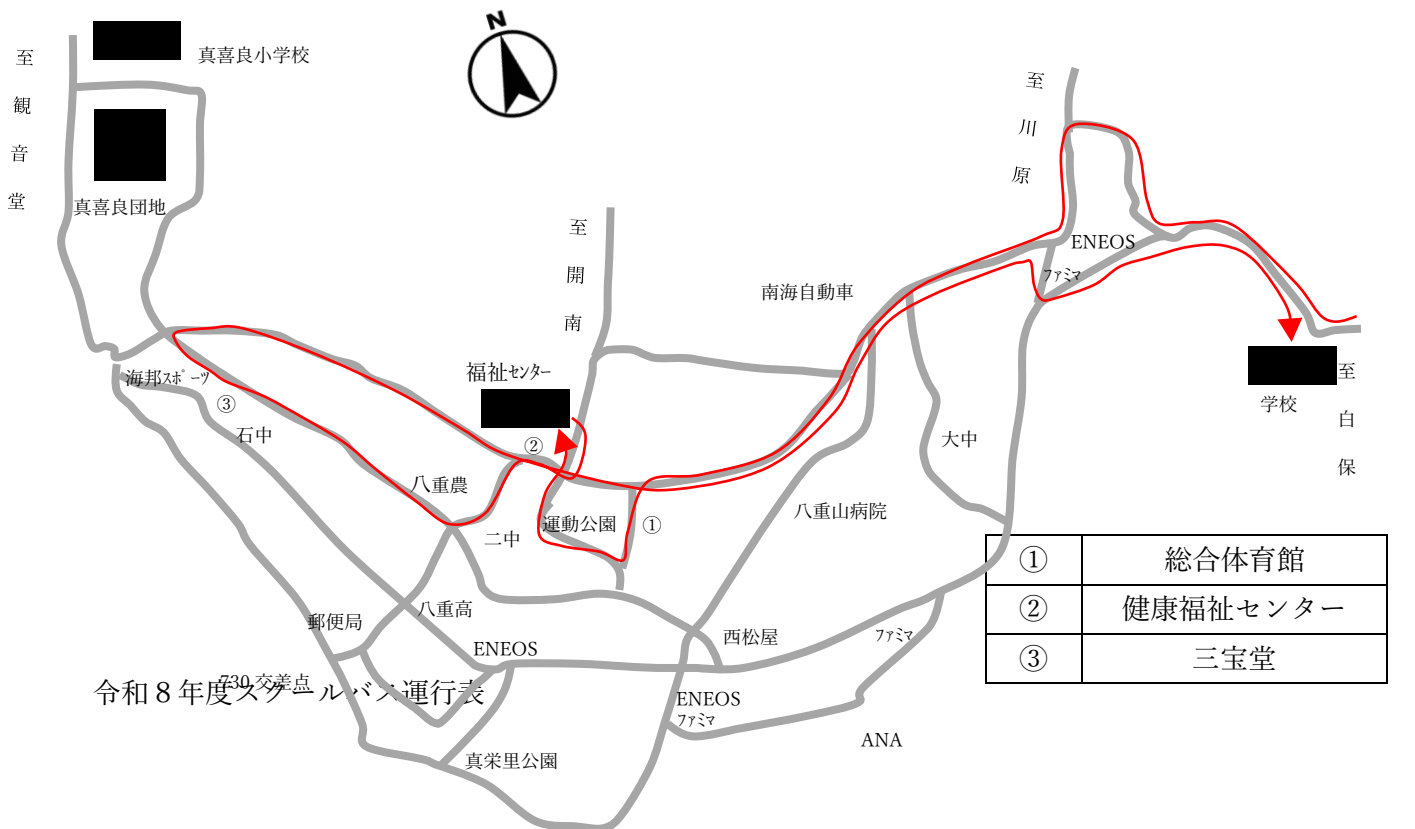 N
真喜良小学校
至観音堂
真喜良団地
至川原
至開南
ENEOS
ﾌｧﾐﾏ
南海自動車
海邦ｽﾎﾟｰﾂ
③
石中
福祉ｾﾝﾀｰ
②
学校
至白保
大中
八重農
二中
運動公園
①
八重山病院
① 総合体育館
② 健康福祉センター
③ 三宝堂
八重高
郵便局
ENEOS
西松屋
ﾌｧﾐﾏ
730 交差点
令和８年度スクールバス運行表
ENEOS
ﾌｧﾐﾏ
ANA
真栄里公園